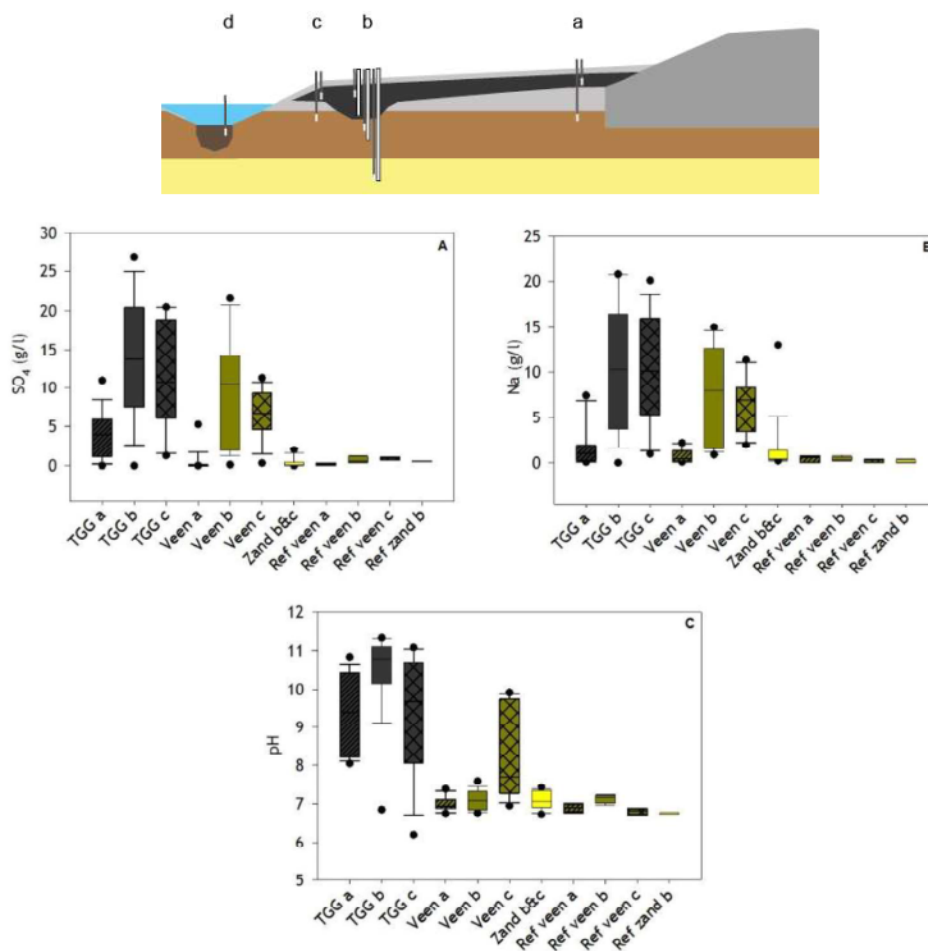 d c b a
A
SO4 (g/l)
30
25
20
15
10
5
0
TGG a
TGG b
TGG c
Veen a
Veen b
Veen c
Zand b&c
Ref veen a
Ref veen b
Ref veen c
Ref zand b
Na (g/l)
25
20
15
10
5
0
TGG a
TGG b
TGG c
Veen a
Veen b
Veen c
Zand b&c
Ref veen a
Ref veen b
Ref veen c
Ref zand b
C
pH
12
11
10
9
8
7
6
5
TGG a
TGG b
TGG c
Veen a
Veen b
Veen c
Zand b&c
Ref veen a
Ref veen b
Ref veen c
Ref zand b